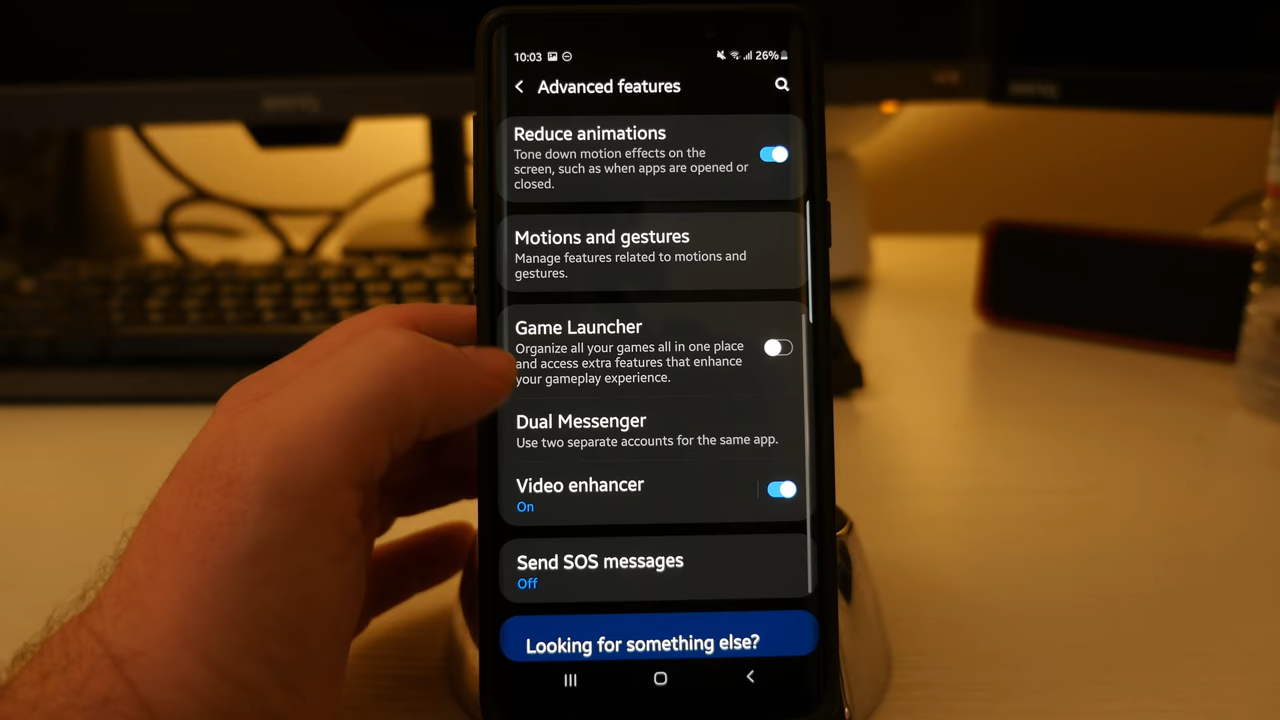 10:03 26%
Advanced features
Reduce animations
Tone down motion effects on the
screen, such as when apps are opened or
closed.
Motions and gestures
Manage features related to motions and
gestures.
Game Launcher
Organize all your games all in one place
and access extra features that enhance
your gameplay experience.
Dual Messenger
Use two separate accounts for the same app.
Video enhancer
On
Send SOS messages
Off
Looking for something else?